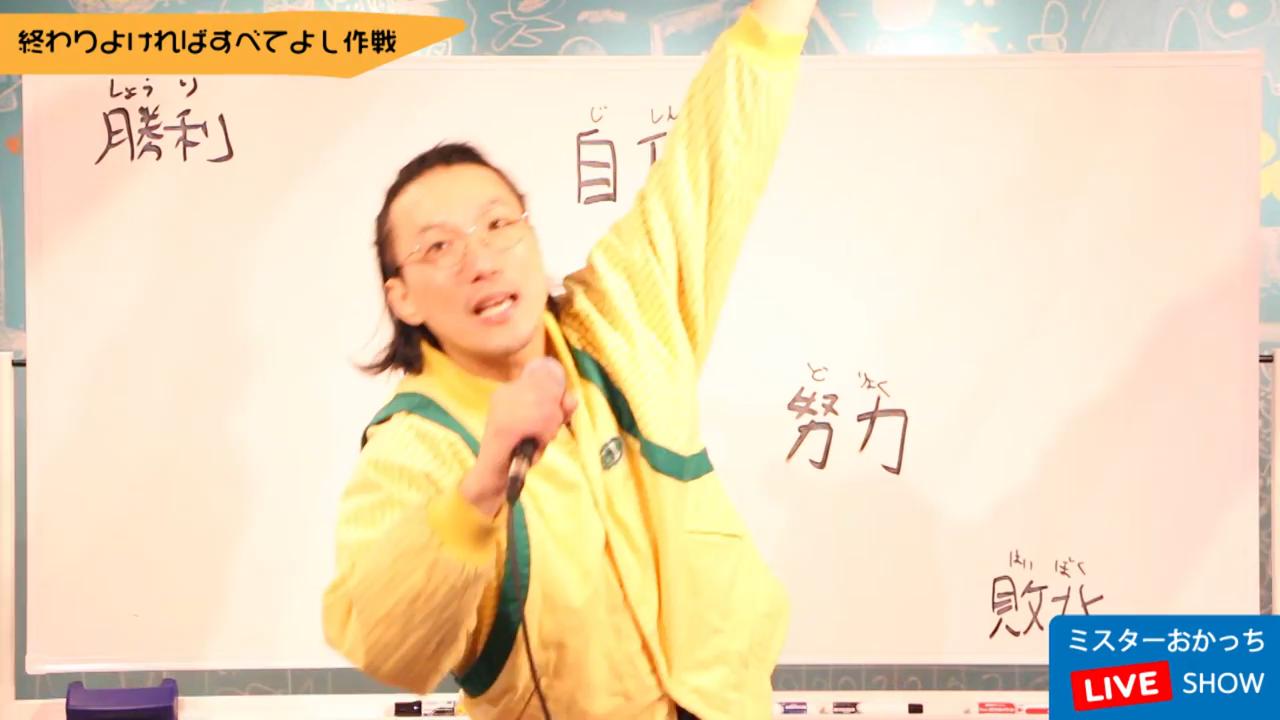 終わりよければすべてよし作戦
しょうり
勝利
じ しん
自
ど りょく
努力
はい ぼく
敗北
ミスターおかっち
LIVE SHOW